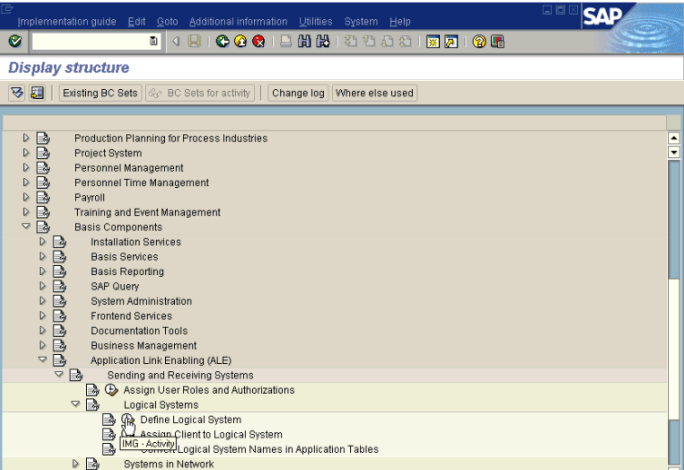 Implementation guide Edit Goto Additional information Utilities System Help
SAP
Display structure
Existing BC Sets BC Sets for activity Change log Where else used
Production Planning for Process Industries
Project System
Personnel Management
Personnel Time Management
Payroll
Training and Event Management
Basis Components
Installation Services
Basis Services
Basis Reporting
SAP Query
System Administration
Frontend Services
Documentation Tools
Business Management
Application Link Enabling (ALE)
Sending and Receiving Systems
Assign User Roles and Authorizations
Logical Systems
Define Logical System
Assign Client to Logical System
IMG - Activity
Logical System Names in Application Tables
Systems in Network